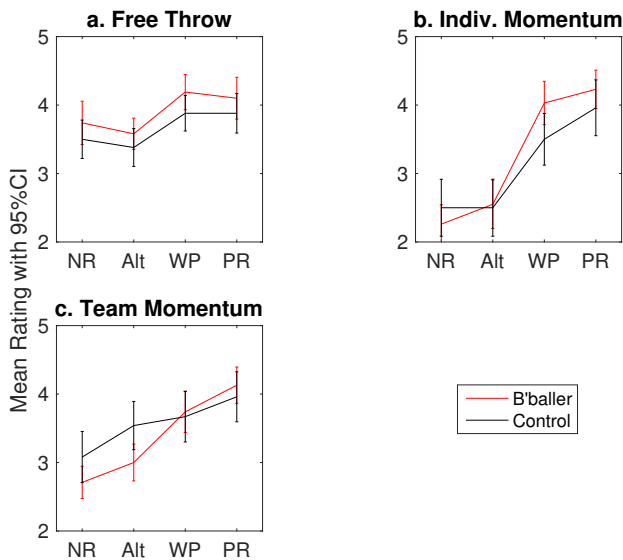 a. Free Throw
5
4
3
2
NR Alt WP PR
b. Indiv. Momentum
5
4
3
2
NR Alt WP PR
c. Team Momentum
5
4
3
2
NR Alt WP PR
Mean Rating with 95%CI
B'baller
Control